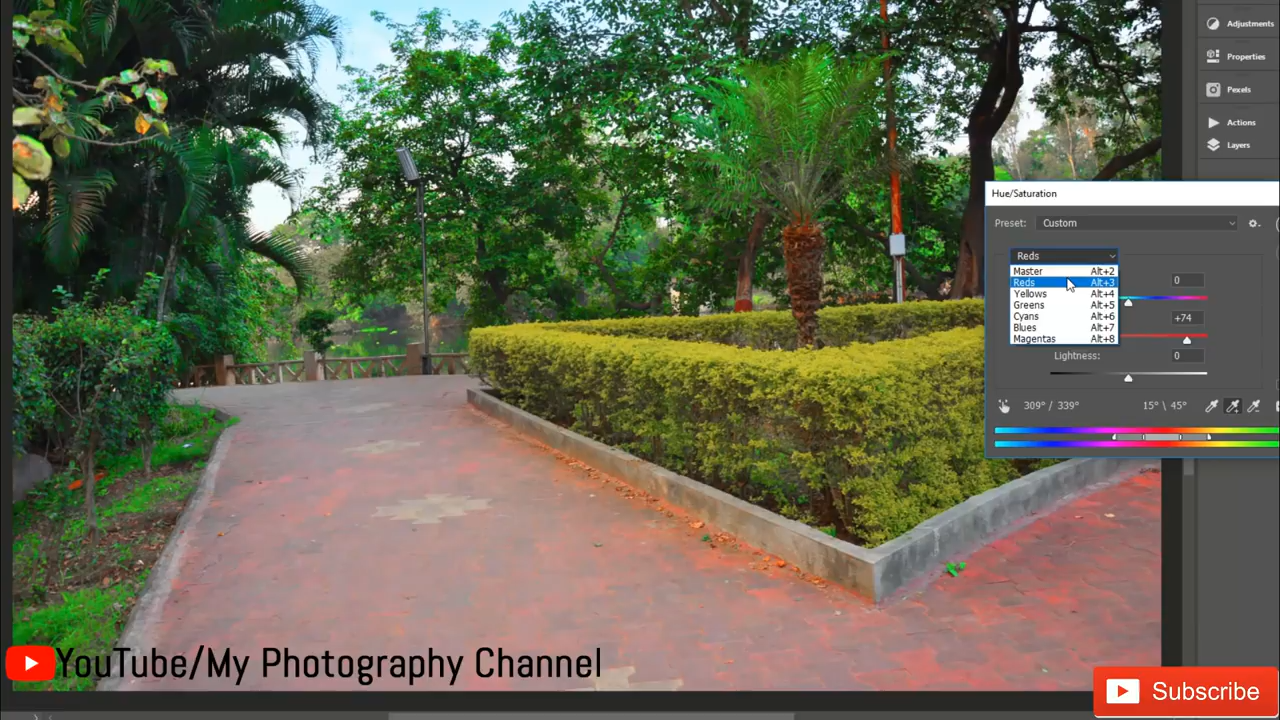 Adjustments
Properties
Pexels
Actions
Layers
Hue/Saturation
Preset: Custom
Reds
Master Alt+2
Reds Alt+3
Yellows Alt+4
Greens Alt+5
Cyans Alt+6
Blues Alt+7
Magentas Alt+8
0
+74
Lightness: 0
309°/ 339° 15° \ 45°
YouTube/My Photography Channel
Subscribe